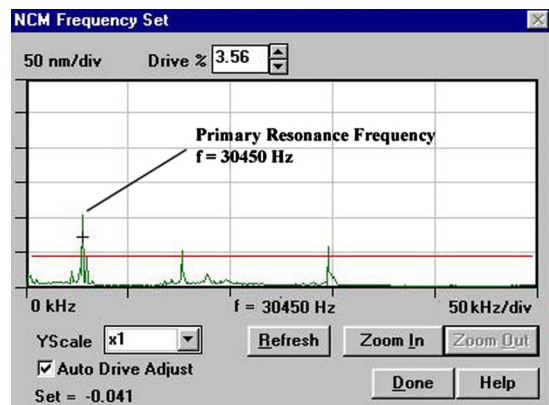 NCM Frequency Set
50 nm/div Drive % 3.56
Primary Resonance Frequency
f = 30450 Hz
0 kHz f = 30450 Hz 50kHz/div
YScale x1 Refresh Zoom In Zoom Out
Auto Drive Adjust
Set = -0.041 Done Help